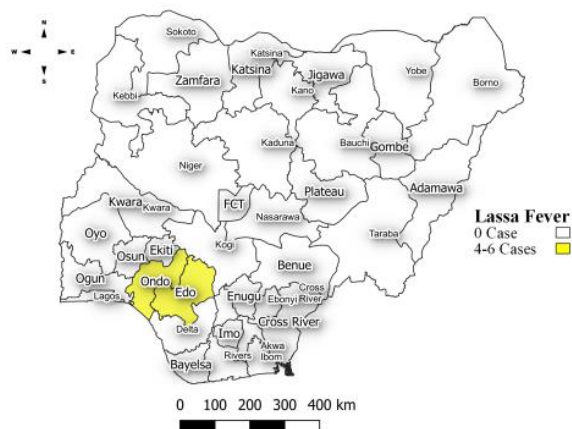 N
W E
S
Sokoto
Katsina
Katsina
Zamfara
Jigawa
Yobe
Borno
Kebbi
Kano
Kaduna
Bauchi
Gombe
Niger
Plateau
Adamawa
Kwara
Kwara
FCT
Nasarawa
Taraba
Oyo
Kogi
Osun
Ekiti
Benue
Ogun
Lagos
Ondo
Edo
Enugu
Ebonyi
Cross
River
Delta
Imo
Cross River
Bayelsa
Rivers
Akwa
Ibom
Lassa Fever
0 Case
4-6 Cases
0 100 200 300 400 km